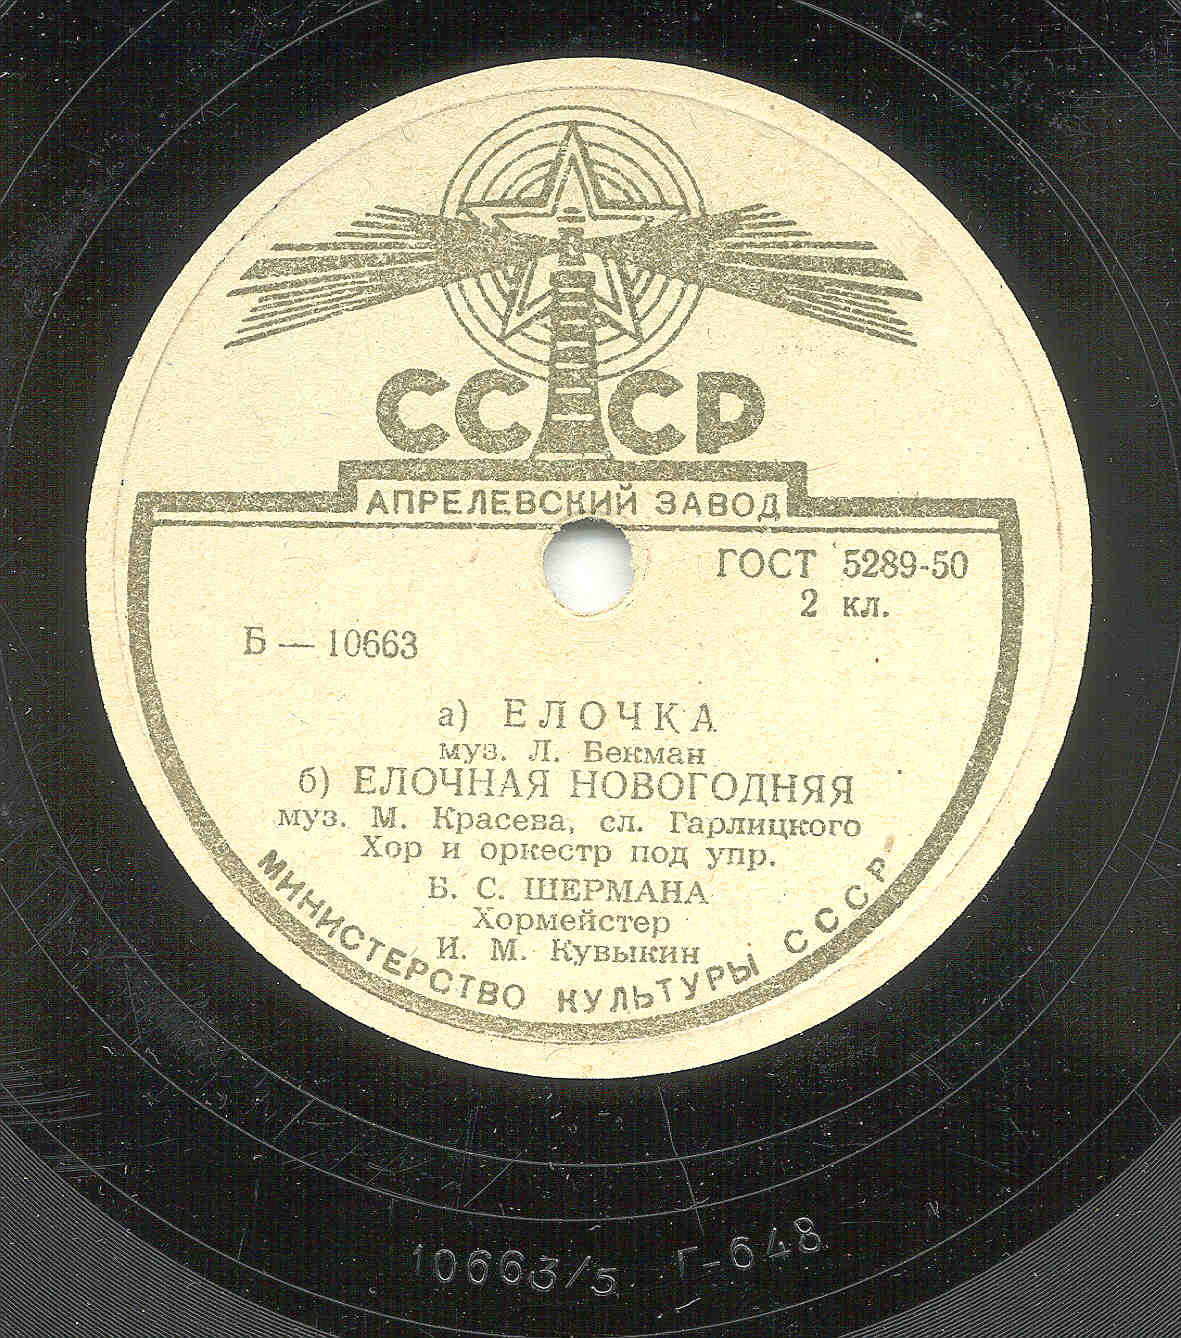 СССР
АПРЕЛЕВСКИЙ ЗАВОД
ГОСТ 5289-50
2 кл.
Б — 10663
а) ЕЛОЧКА
муз. Л. Бекман
б) ЕЛОЧНАЯ НОВОГОДНЯЯ
муз. М. Красева, сл. Гарлицкого
Хор и оркестр под упр.
Б. С. ШЕРМАНА
Хормейстер
И. М. Кувыкин
МИНИСТЕРСТВО КУЛЬТУРЫ СССР
10663/5 Г-648